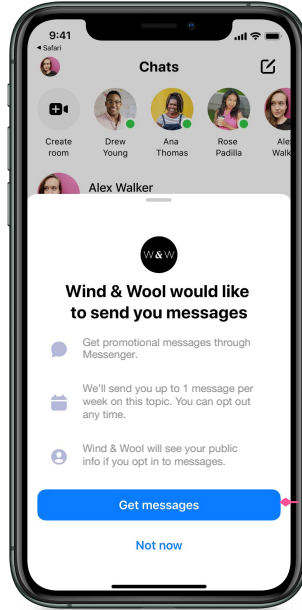 9:41
◀ Safari
Chats
Create
room
Drew
Young
Ana
Thomas
Rose
Padilla
Ale
Walk
Alex Walker
W&W
Wind & Wool would like
to send you messages
Get promotional messages through
Messenger.
We'll send you up to 1 message per
week on this topic. You can opt out
any time.
Wind & Wool will see your public
info if you opt in to messages.
Get messages
Not now